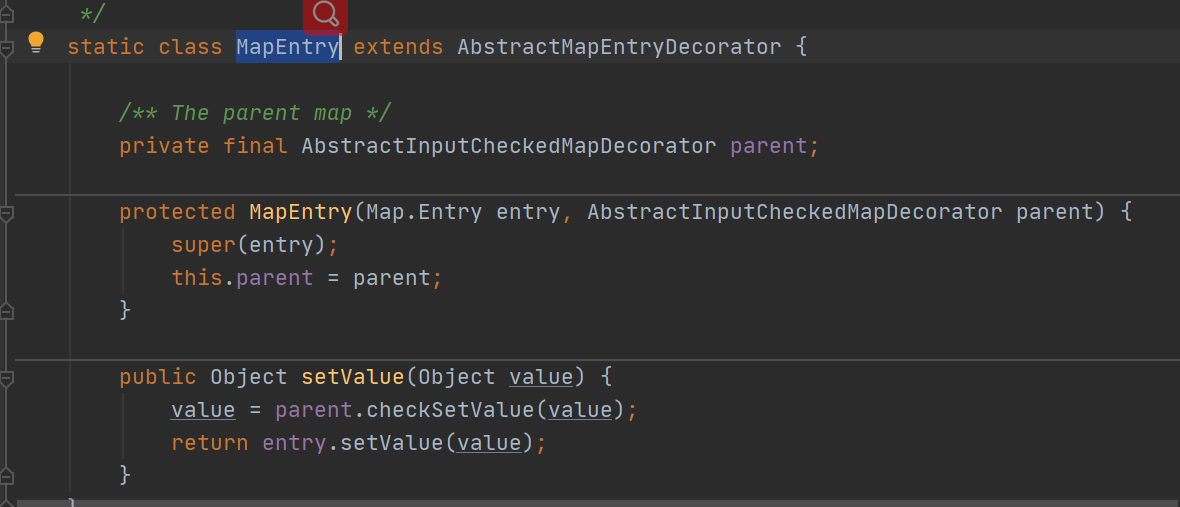 */
static class MapEntry extends AbstractMapEntryDecorator {
/** The parent map */
private final AbstractInputCheckedMapDecorator parent;
protected MapEntry(Map.Entry entry, AbstractInputCheckedMapDecorator parent) {
super(entry);
this.parent = parent;
}
public Object setValue(Object value) {
value = parent.checkSetValue(value);
return entry.setValue(value);
}
}